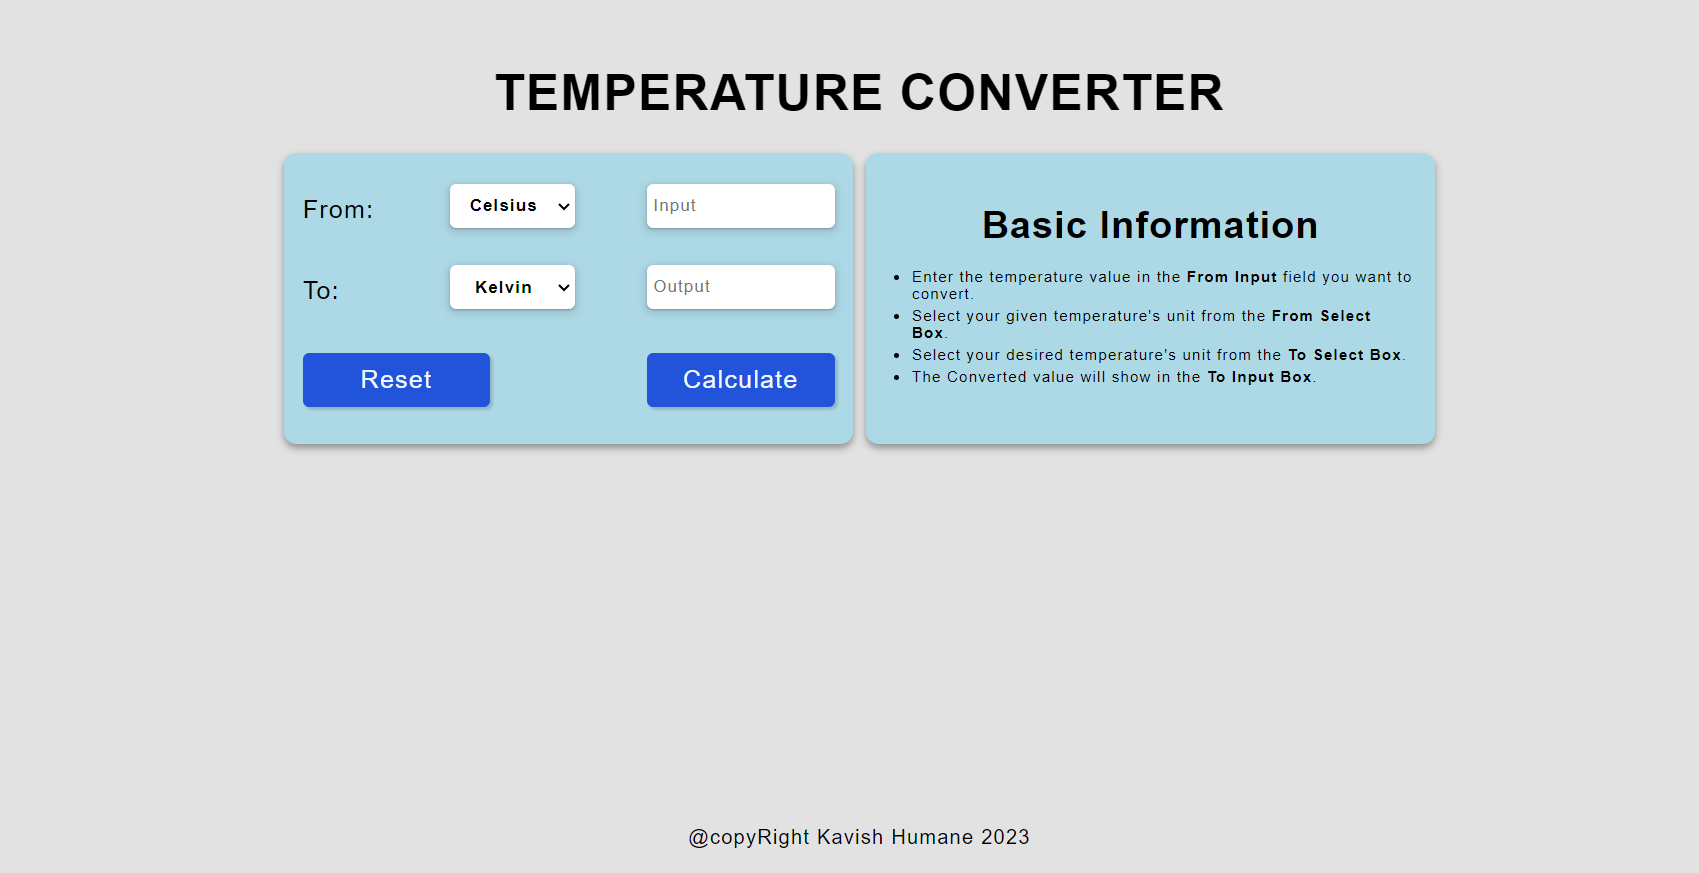 TEMPERATURE CONVERTER
From:
Celsius
Input
To:
Kelvin
Output
Reset
Calculate
Basic Information
Enter the temperature value in the From Input field you want to
convert.
Select your given temperature's unit from the From Select
Box.
Select your desired temperature's unit from the To Select Box.
The Converted value will show in the To Input Box.
@copyRight Kavish Humane 2023